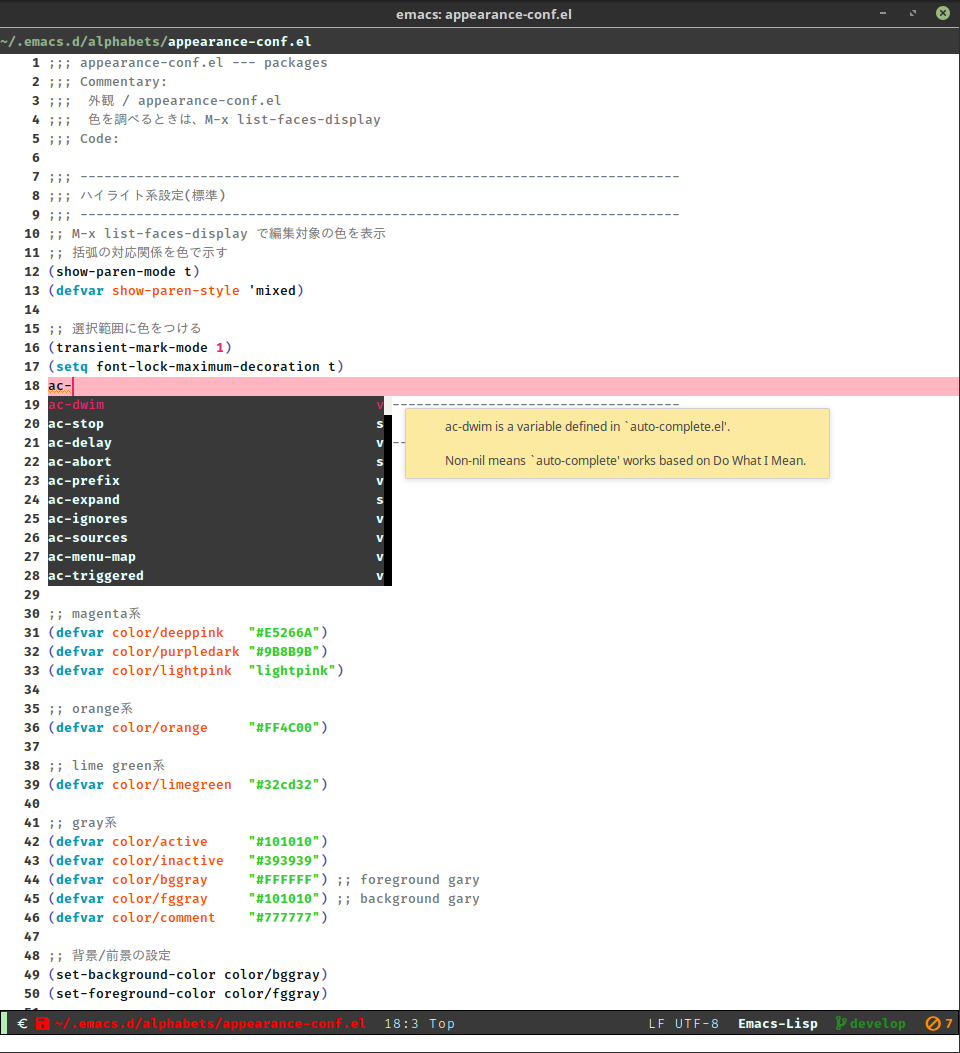 emacs: appearance-conf.el
~/.emacs.d/alphabets/appearance-conf.el
1 ;;; appearance-conf.el --- packages
2 ;;; Commentary:
3 ;;;  外観 / appearance-conf.el
4 ;;;  色を調べるときは、M-x list-faces-display
5 ;;; Code:
6
7 ;;; ---------------------------------------------------------------------------
8 ;;; ハイライト系設定(標準)
9 ;;; ---------------------------------------------------------------------------
10 ;; M-x list-faces-display で編集対象の色を表示
11 ;; 括弧の対応関係を色で示す
12 (show-paren-mode t)
13 (defvar show-paren-style 'mixed)
14
15 ;; 選択範囲に色をつける
16 (transient-mark-mode 1)
17 (setq font-lock-maximum-decoration t)
18 ac-
19 ac-dwim v ------------------------------------
20 ac-stop s
21 ac-delay v --
22 ac-abort s
23 ac-prefix v
24 ac-expand s
25 ac-ignores v
26 ac-sources v
27 ac-menu-map v
28 ac-triggered v
ac-dwim is a variable defined in `auto-complete.el'.
Non-nil means `auto-complete' works based on Do What I Mean.
29
30 ;; magenta系
31 (defvar color/deeppink   "#E5266A")
32 (defvar color/purpledark "#9B8B9B")
33 (defvar color/lightpink  "lightpink")
34
35 ;; orange系
36 (defvar color/orange     "#FF4C00")
37
38 ;; lime green系
39 (defvar color/limegreen  "#32cd32")
40
41 ;; gray系
42 (defvar color/active     "#101010")
43 (defvar color/inactive   "#393939")
44 (defvar color/bggray     "#FFFFFF") ;; foreground gary
45 (defvar color/fggray     "#101010") ;; background gary
46 (defvar color/comment    "#777777")
47
48 ;; 背景/前景の設定
49 (set-background-color color/bggray)
50 (set-foreground-color color/fggray)
€ ~/.emacs.d/alphabets/appearance-conf.el 18:3 Top LF UTF-8 Emacs-Lisp develop 7